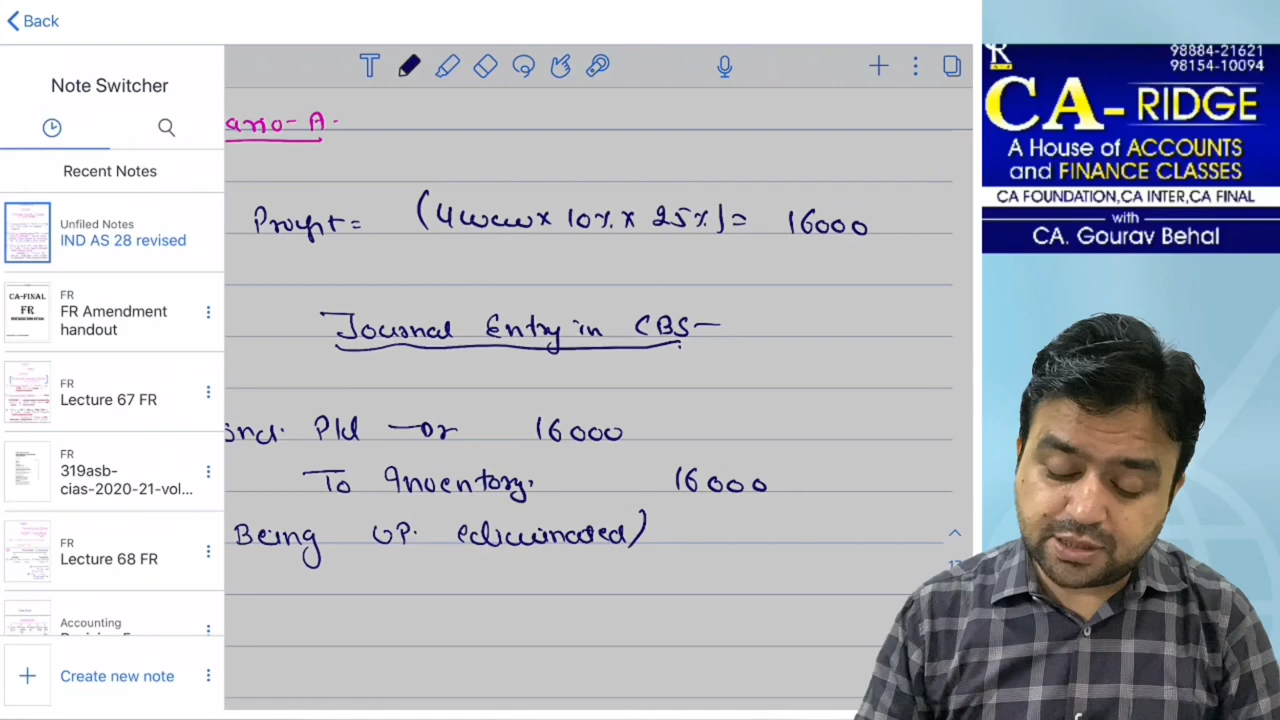 Back
Note Switcher
Recent Notes
Unfiled Notes
IND AS 28 revised
CA-FINAL
FR
FR
FR Amendment
handout
FR
Lecture 67 FR
FR
319asb-
cias-2020-21-vol...
FR
Lecture 68 FR
Accounting
Create new note
ario-A.
Profit = ( x 10% x 25%) = 16000
Journal Entry in CBS-
P&l -Dr 16000
To Inventory. 16000
Being UP. eliminated)
98884-21621
98154-10094
CA-RIDGE
A House of ACCOUNTS
and FINANCE CLASSES
CA FOUNDATION,CA INTER,CA FINAL
with
CA. Gourav Behal